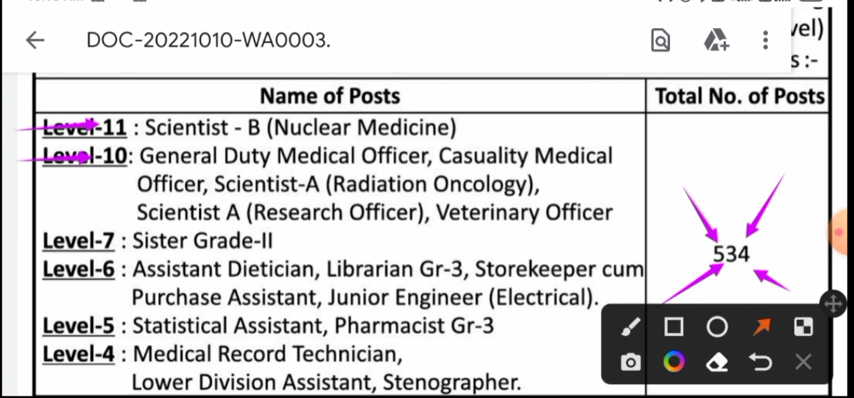 DOC-20221010-WA0003.
vel)
s :-
Name of Posts
Total No. of Posts
Level-11 : Scientist - B (Nuclear Medicine)
Level-10: General Duty Medical Officer, Casuality Medical
Officer, Scientist-A (Radiation Oncology),
Scientist A (Research Officer), Veterinary Officer
Level-7 : Sister Grade-II
Level-6 : Assistant Dietician, Librarian Gr-3, Storekeeper cum
Purchase Assistant, Junior Engineer (Electrical).
Level-5 : Statistical Assistant, Pharmacist Gr-3
Level-4 : Medical Record Technician,
Lower Division Assistant, Stenographer.
534